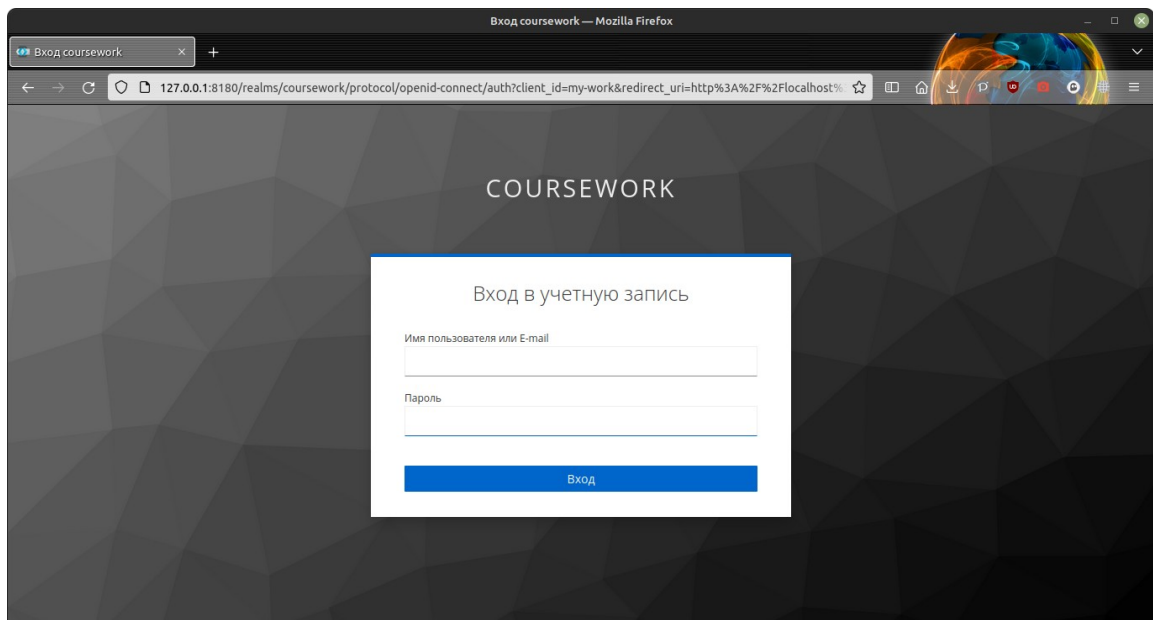 Вход coursework — Mozilla Firefox
Вход coursework
127.0.0.1:8180/realms/coursework/protocol/openid-connect/auth?client_id=my-work&redirect_uri=http%3A%2F%2Flocalhost%
COURSEWORK
Вход в учетную запись
Имя пользователя или E-mail
Пароль
Вход